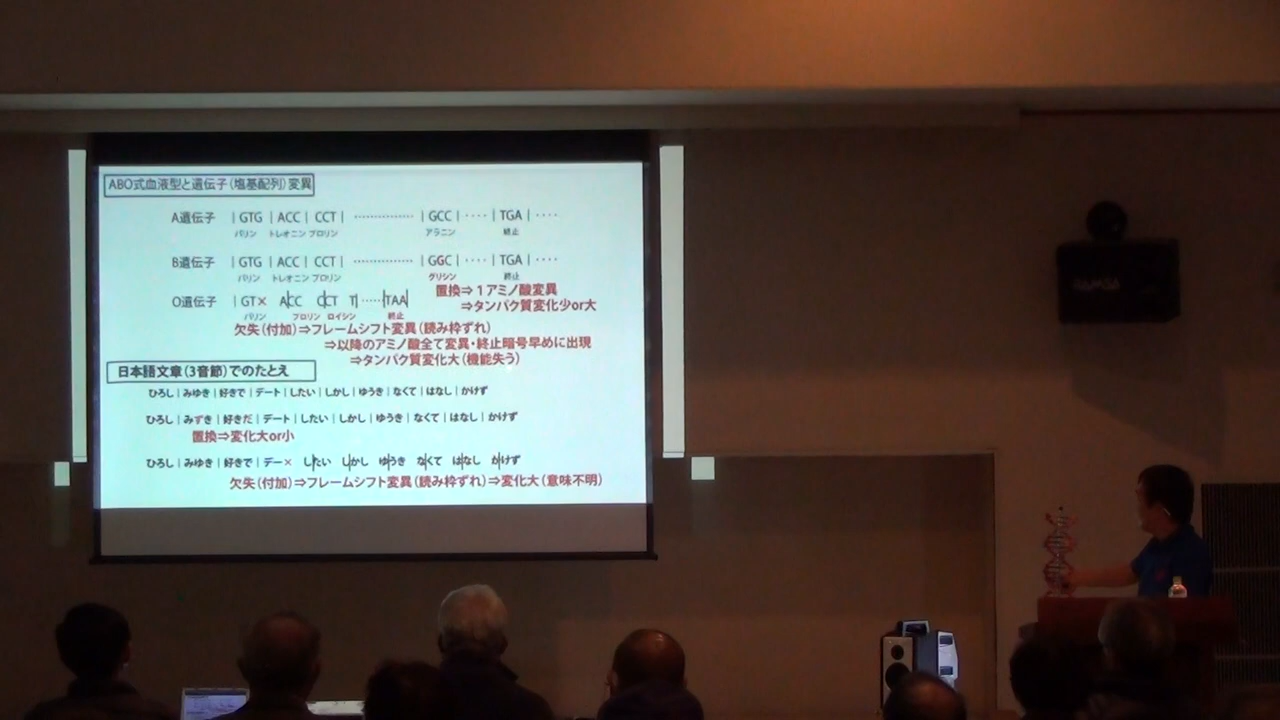 ABO式血液型と遺伝子(塩基配列)変異
A遺伝子 | GTG | ACC | CCT | ‥‥‥‥‥‥‥ | GCC | ‥‥ | TGA | ‥‥
バリン トレオニン プロリン アラニン 終止
B遺伝子 | GTG | ACC | CCT | ‥‥‥‥‥‥‥ | GGC | ‥‥ | TGA | ‥‥
バリン トレオニン プロリン グリシン 終止
置換⇒1アミノ酸変異
⇒タンパク質変化少or大
O遺伝子 | GT× A|CC C|CT T| ‥‥‥ |TAA|
バリン プロリン ロイシン 終止
欠失(付加)⇒フレームシフト変異(読み枠ずれ)
⇒以降のアミノ酸全て変異・終止暗号早めに出現
⇒タンパク質変化大(機能失う)
日本語文章(3音節)でのたとえ
ひろし | みゆき | 好きで | デート | したい | しかし | ゆうき | なくて | はなし | かけず
ひろし | みずき | 好きだ | デート | したい | しかし | ゆうき | なくて | はなし | かけず
置換⇒変化大or小
ひろし | みゆき | 好きで | デー× し|たい し|かし ゆ|うき な|くて は|なし か|けず
欠失(付加)⇒フレームシフト変異(読み枠ずれ)⇒変化大(意味不明)